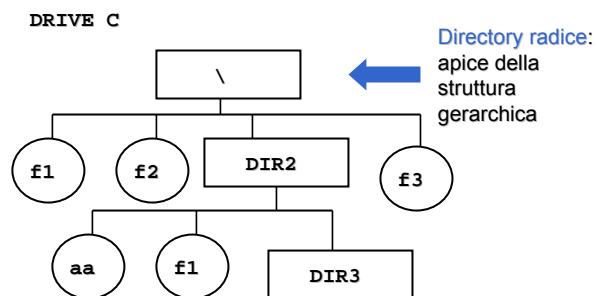 DRIVE C
Directory radice:
apice della
struttura
gerarchica
\
f1
f2
DIR2
f3
aa
f1
DIR3